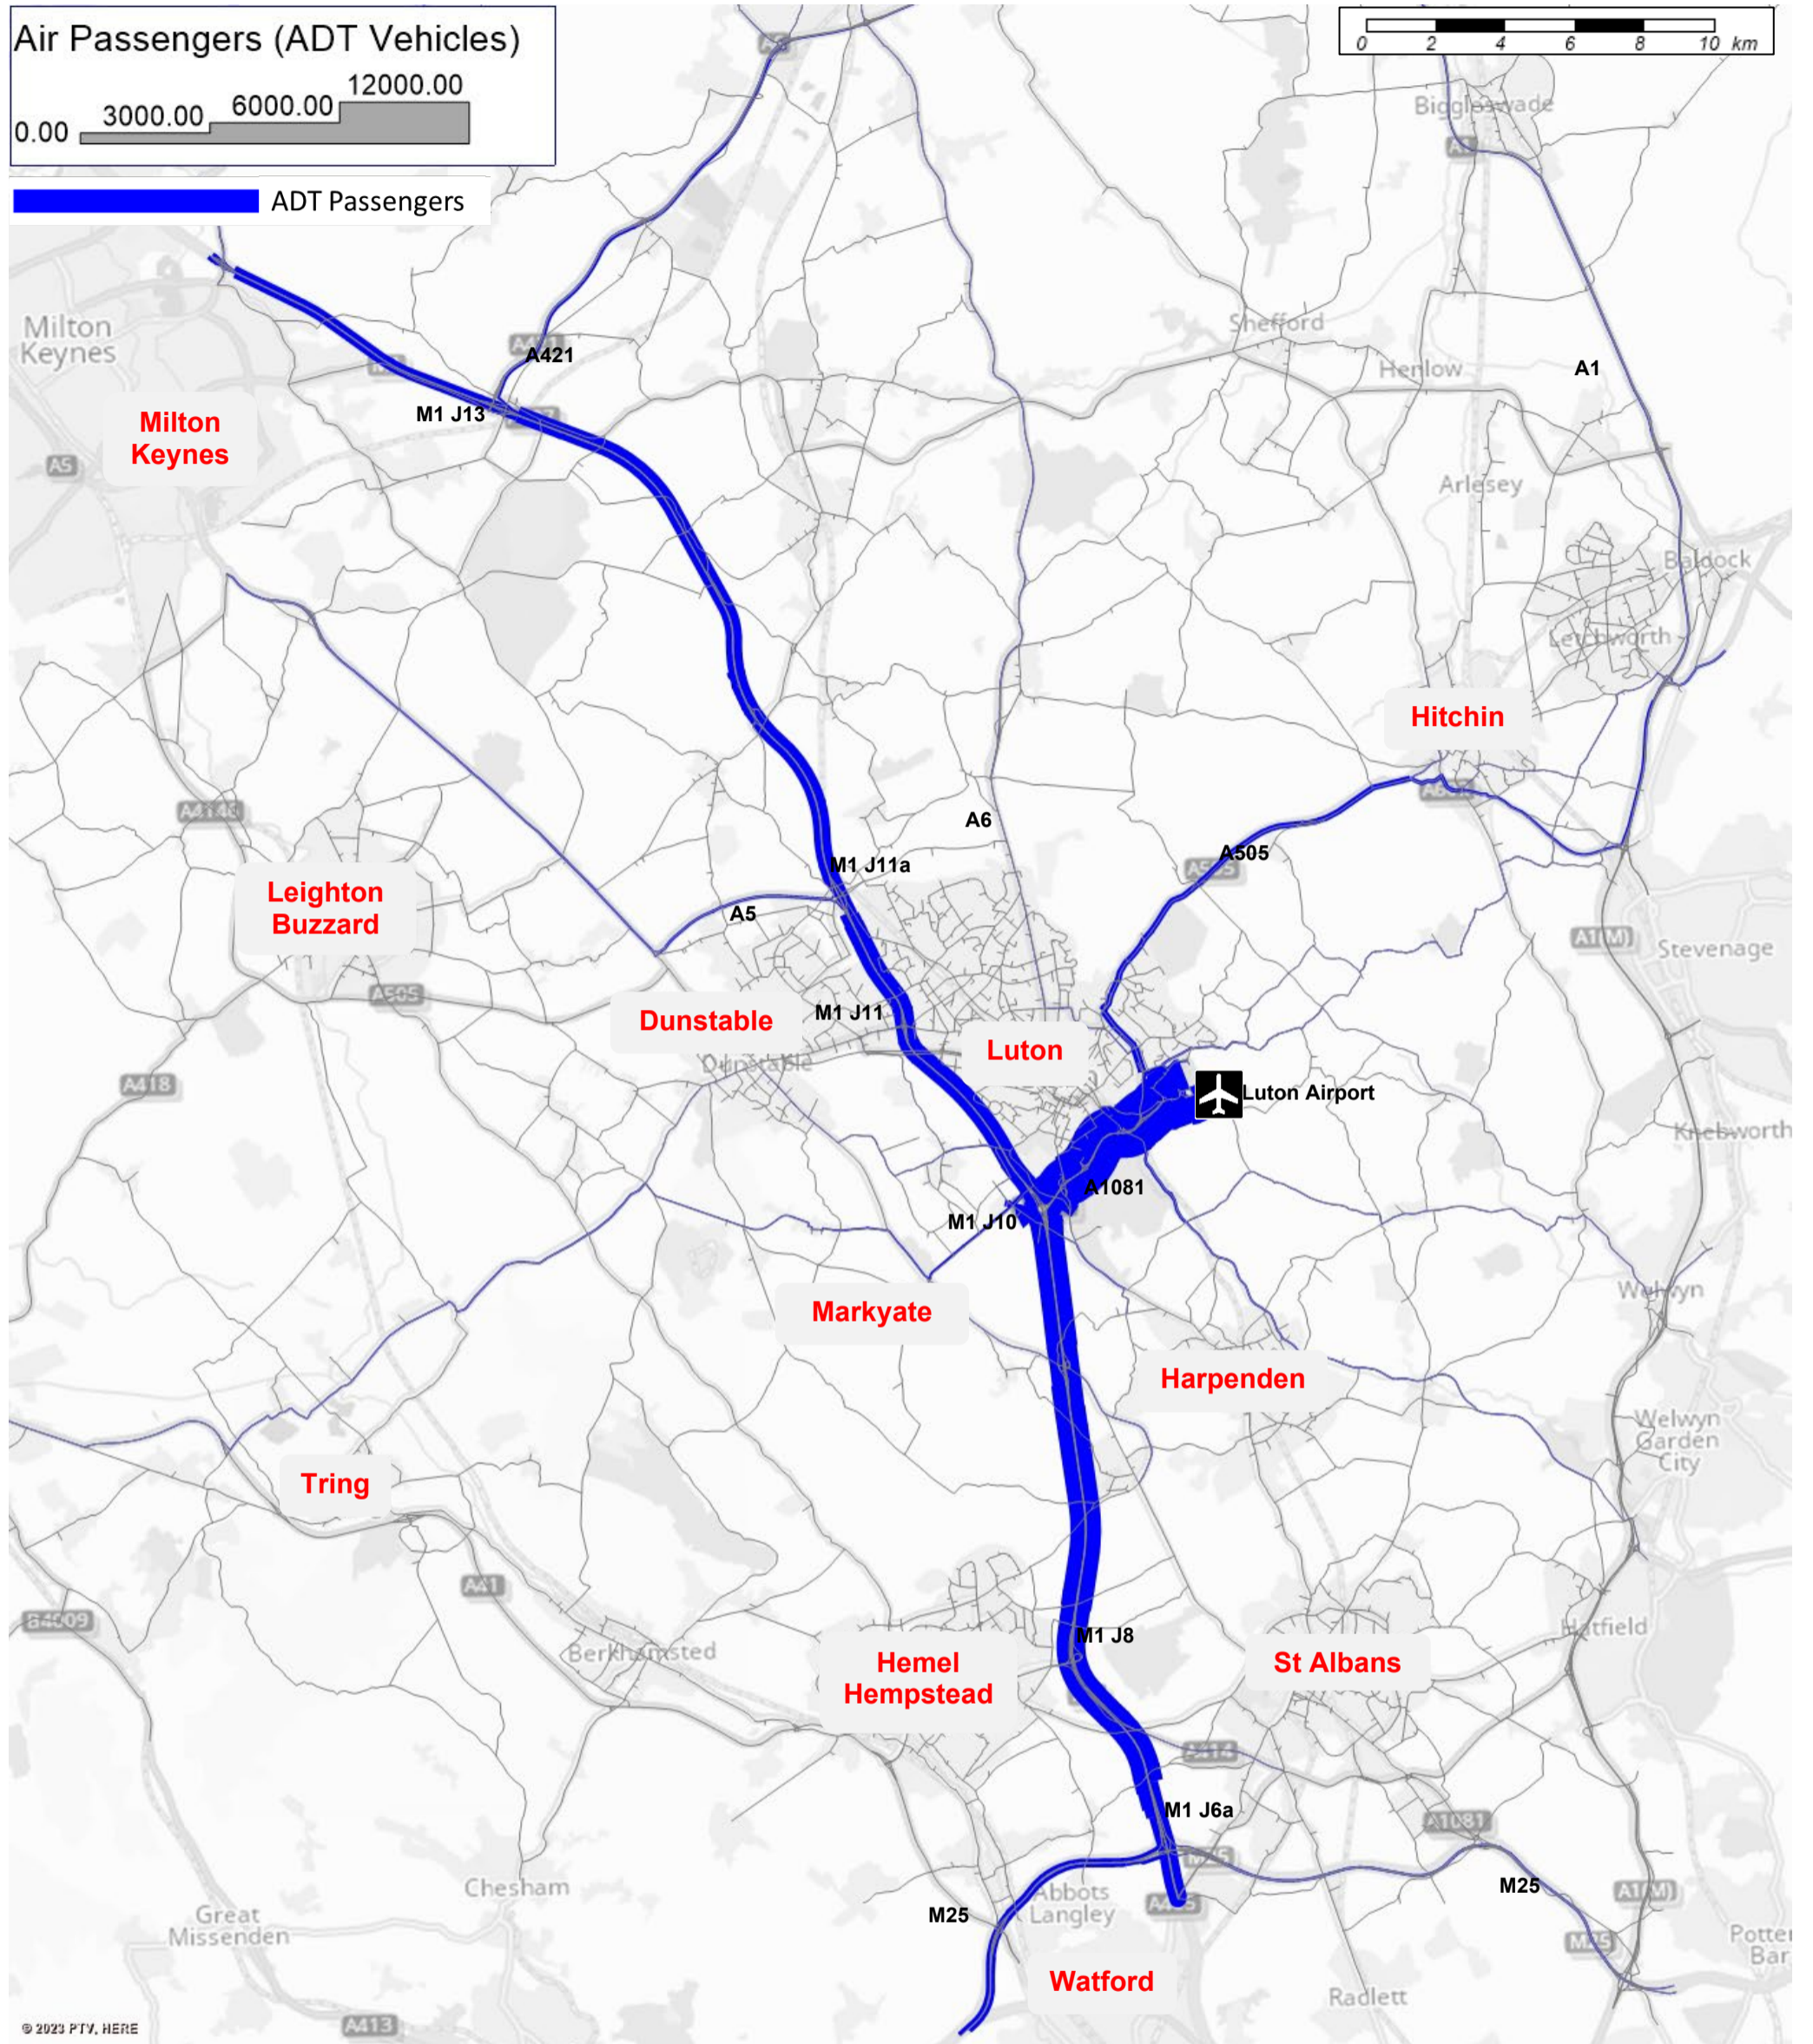 Air Passengers (ADT Vehicles)
0.00 3000.00 6000.00 12000.00
ADT Passengers
0 2 4 6 8 10 km
Biggleswade
Milton
Keynes
Shefford
Henlow
A421
A1
M1 J13
Milton
Keynes
A5
Arlesey
Baldock
Letchworth
Hitchin
A4146
A6
A505
M1 J11a
Leighton
Buzzard
A5
A1(M)
Stevenage
A505
M1 J11
Dunstable
Luton
Dunstable
A418
Luton Airport
Knebworth
A1081
M1 J10
Markyate
Welwyn
Harpenden
Welwyn
Garden
City
Tring
A41
B4009
Berkhamsted
M1 J8
Hatfield
Hemel
Hempstead
St Albans
A414
M1 J6a
A1081
M25
Chesham
Abbots
Langley
M25
A1(M)
Great
Missenden
M25
M25
Potter
Bar
Watford
Radlett
A413
© 2023 PTV, HERE